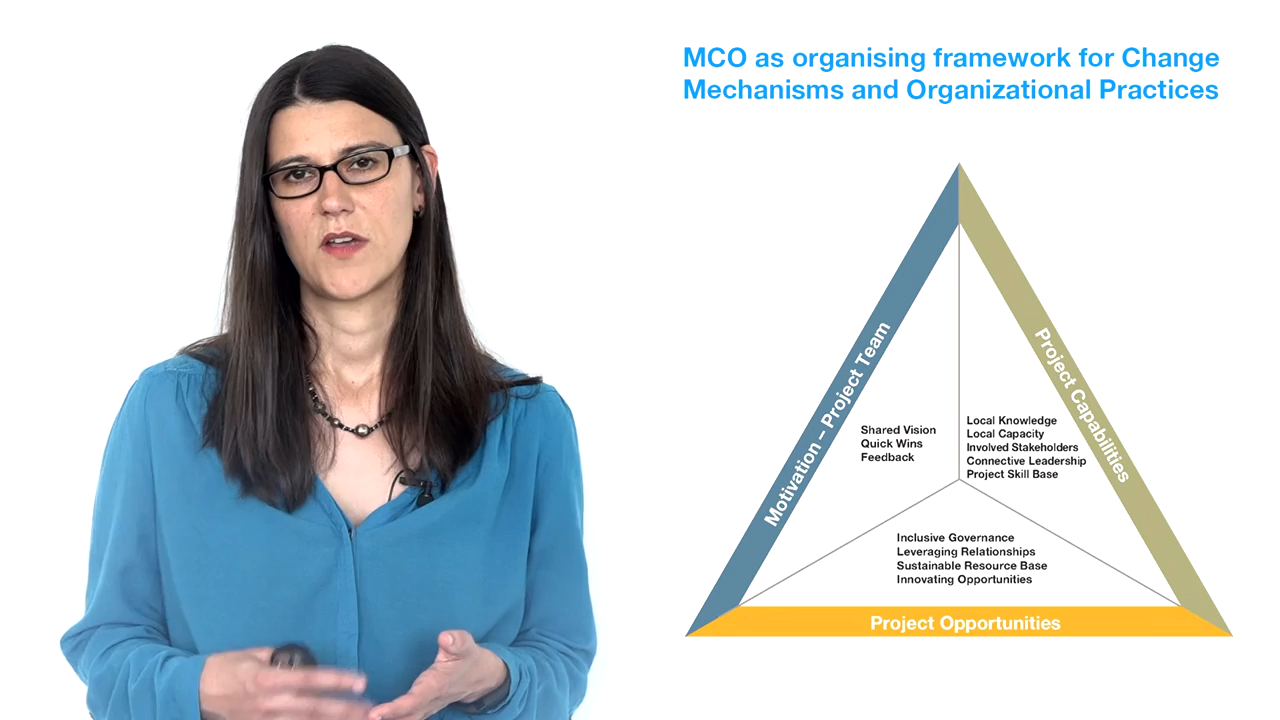 MCO as organising framework for Change
Mechanisms and Organizational Practices
Motivation – Project Team
Project Capabilities
Shared Vision
Quick Wins
Feedback
Local Knowledge
Local Capacity
Involved Stakeholders
Connective Leadership
Project Skill Base
Inclusive Governance
Leveraging Relationships
Sustainable Resource Base
Innovating Opportunities
Project Opportunities